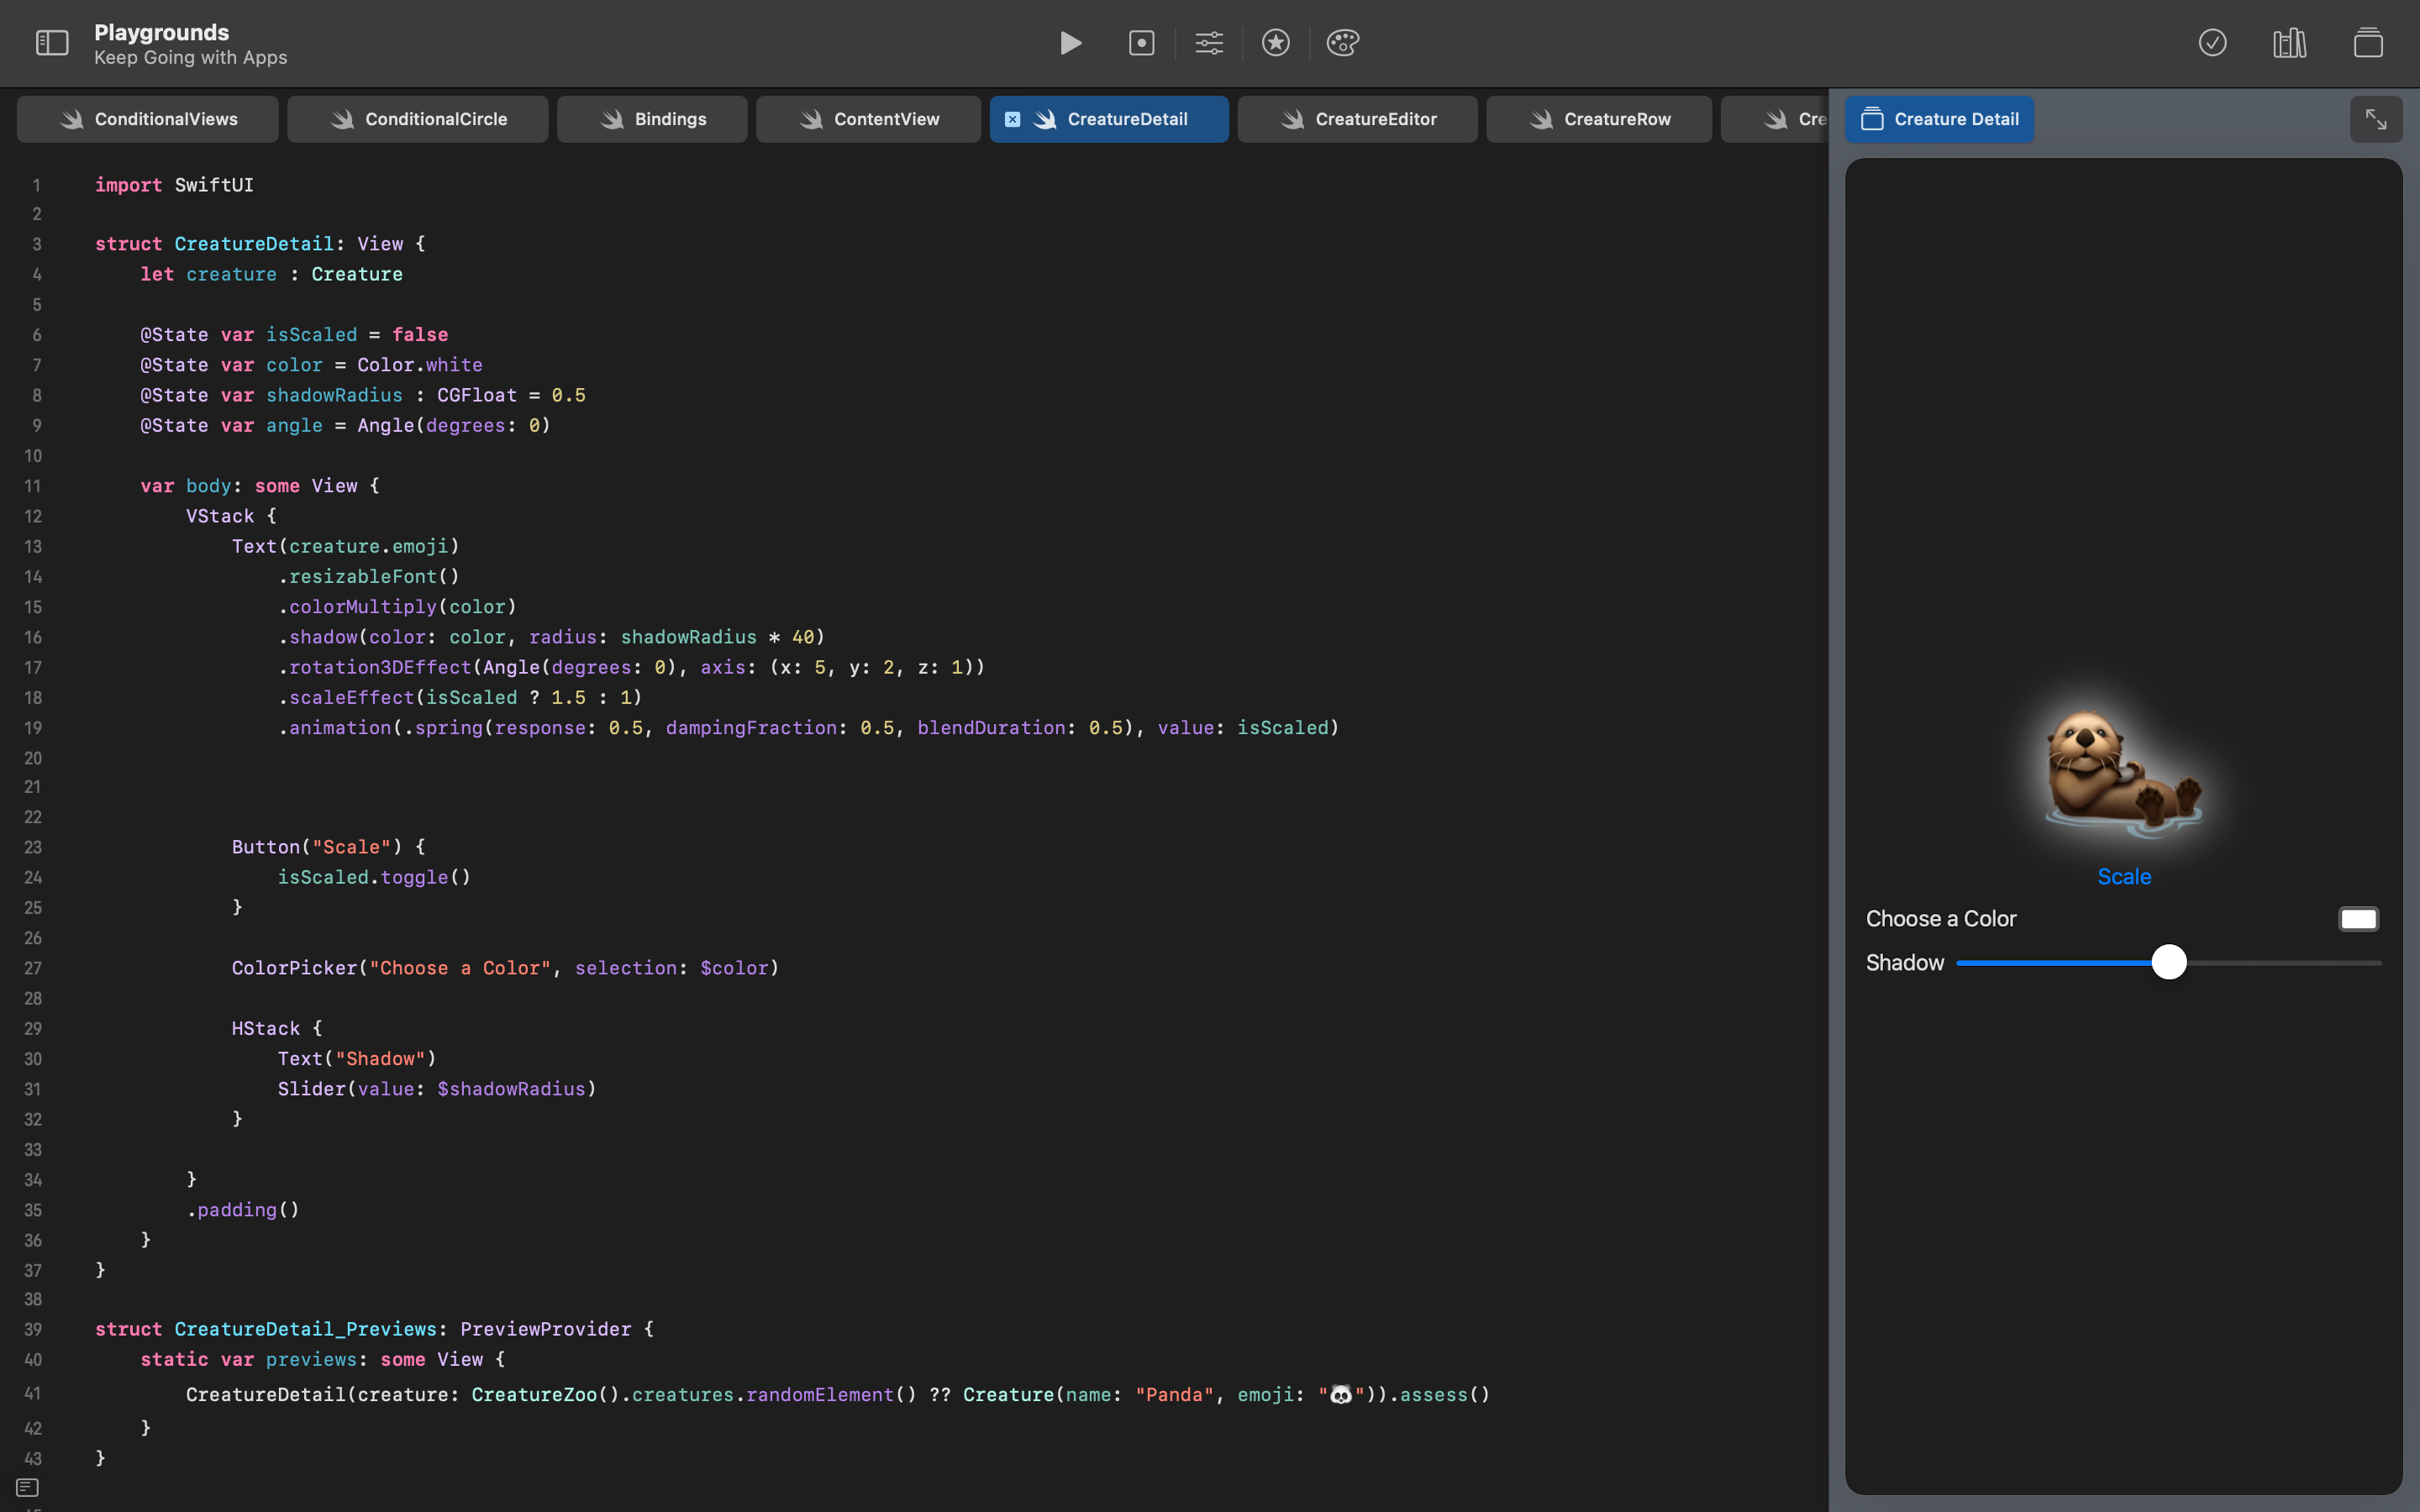 Playgrounds
Keep Going with Apps
ConditionalViews
ConditionalCircle
Bindings
ContentView
CreatureDetail
CreatureEditor
CreatureRow
Cre
Creature Detail
1 import SwiftUI
2
3 struct CreatureDetail: View {
4 let creature : Creature
5
6 @State var isScaled = false
7 @State var color = Color.white
8 @State var shadowRadius : CGFloat = 0.5
9 @State var angle = Angle(degrees: 0)
10
11 var body: some View {
12 VStack {
13 Text(creature.emoji)
14 .resizableFont()
15 .colorMultiply(color)
16 .shadow(color: color, radius: shadowRadius * 40)
17 .rotation3DEffect(Angle(degrees: 0), axis: (x: 5, y: 2, z: 1))
18 .scaleEffect(isScaled ? 1.5 : 1)
19 .animation(.spring(response: 0.5, dampingFraction: 0.5, blendDuration: 0.5), value: isScaled)
20
21
22
23 Button("Scale") {
24 isScaled.toggle()
25 }
26
27 ColorPicker("Choose a Color", selection: $color)
28
29 HStack {
30 Text("Shadow")
31 Slider(value: $shadowRadius)
32 }
33
34 }
35 .padding()
36 }
37 }
38
39 struct CreatureDetail_Previews: PreviewProvider {
40 static var previews: some View {
41 CreatureDetail(creature: CreatureZoo().creatures.randomElement() ?? Creature(name: "Panda", emoji: "🐼")).assess()
42 }
43 }
Scale
Choose a Color
Shadow